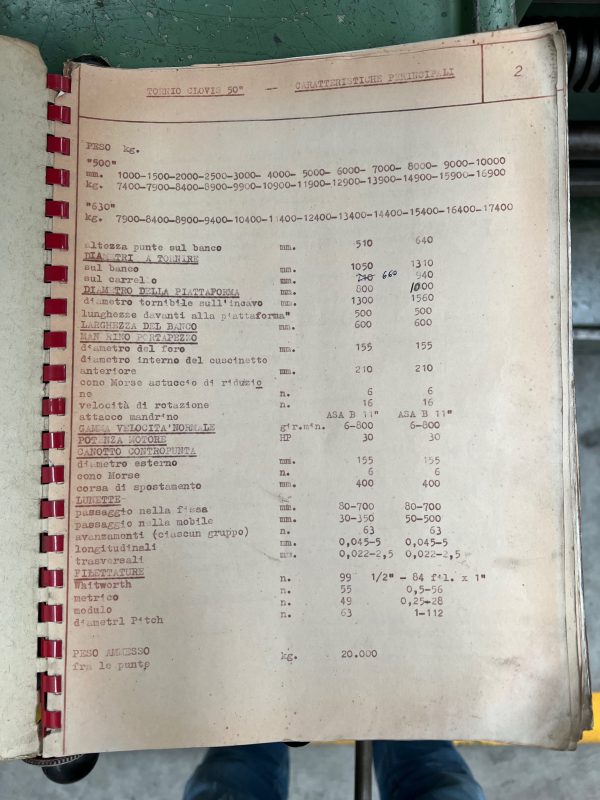 TORNIO CLOVIS 50" — CARATTERISTICHE PERINCIPALI 2
PESO kg.
"500"
mm. 1000-1500-2000-2500-3000- 4000- 5000- 6000- 7000- 8000- 9000-10000
kg. 7400-7900-8400-8900-9900-10900-11900-12900-13900-14900-15900-16900
"630"
kg. 7900-8400-8900-9400-10400-11400-12400-13400-14400-15400-16400-17400
altezza punte sul banco mm. 510 640
DIAMETRI A TORNIRE
sul banco mm. 1050 1310
sul carrello mm. 660 940
DIAMETRO DELLA PIATTAFORMA mm. 800 1000
diametro tornibile sull'incavo mm. 1300 1560
lunghezze davanti alla piattaforma" 500 500
LARGHEZZA DEL BANCO mm. 600 600
MANDRINO PORTAPEZZO
diametro del foro mm. 155 155
diametro interno del cuscinetto
anteriore mm. 210 210
cono Morse astuccio di riduzio
ne n. 6 6
velocità di rotazione n. 16 16
attacco mandrino ASA B 11" ASA B 11"
GAMMA VELOCITA'NORMALE gir.min. 6-800 6-800
POTENZA MOTORE HP 30 30
CANOTTO CONTROPUNTA
diametro esterno mm. 155 155
cono Morse n. 6 6
corsa di spostamento mm. 400 400
LUNETTE-
passaggio nella fissa mm. 80-700 80-700
passaggio nella mobile mm. 30-350 50-500
avanzamenti (ciascun gruppo) n. 63 63
longitudinali mm. 0,045-5 0,045-5
trasversali mm. 0,022-2,5 0,022-2,5
FILETTATURE
Whitworth n. 99 1/2" - 84 fil. x 1"
metrico n. 55 0,5-56
modulo n. 49 0,25-28
diametrl Pitch n. 63 1-112
PESO AMMESSO kg. 20.000
fra le punte